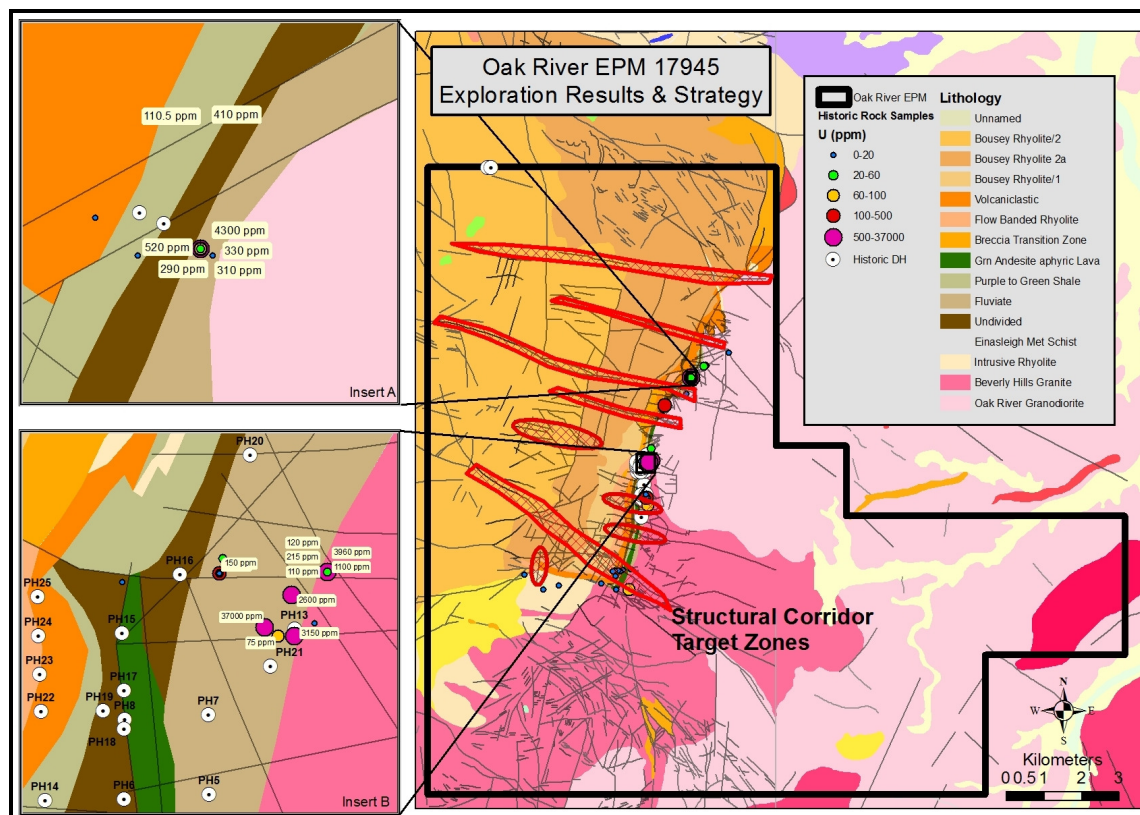 Oak River EPM 17945
Exploration Results & Strategy
110.5 ppm
410 ppm
4300 ppm
520 ppm
330 ppm
290 ppm
310 ppm
Insert A
Oak River EPM
Historic Rock Samples
U (ppm)
0-20
20-60
60-100
100-500
500-37000
Historic DH
Lithology
Unnamed
Bousey Rhyolite/2
Bousey Rhyolite 2a
Bousey Rhyolite/1
Volcaniclastic
Flow Banded Rhyolite
Breccia Transition Zone
Grn Andesite aphyric Lava
Purple to Green Shale
Fluviate
Undivided
Einasleigh Met Schist
Intrusive Rhyolite
Beverly Hills Granite
Oak River Granodiorite
PH20
120 ppm
3960 ppm
215 ppm
150 ppm
110 ppm
1100 ppm
PH16
PH25
2600 ppm
37000 ppm
PH13
PH24
PH15
3150 ppm
75 ppm
PH21
PH23
PH17
PH22
PH19
PH8
PH7
PH18
PH14
PH6
PH5
Insert B
Structural Corridor
Target Zones
N
W
E
S
Kilometers
0 0.5 1 2 3